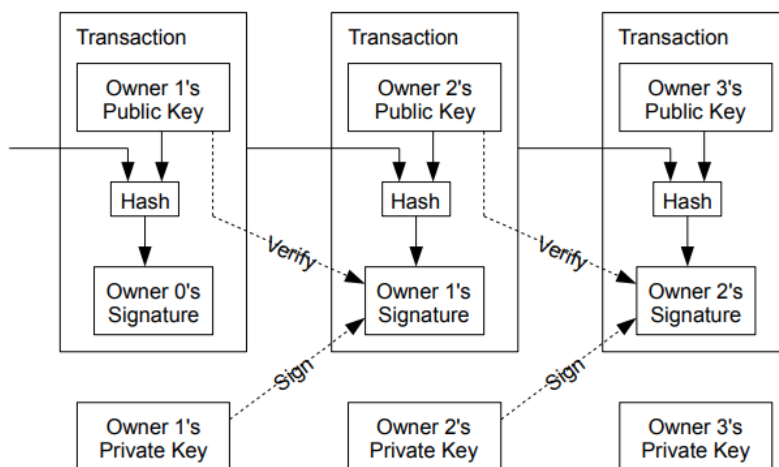 Transaction
Owner 1's
Public Key
Hash
Verify
Owner 0's
Signature
Sign
Owner 1's
Private Key
Transaction
Owner 2's
Public Key
Hash
Verify
Owner 1's
Signature
Sign
Owner 2's
Private Key
Transaction
Owner 3's
Public Key
Hash
Owner 2's
Signature
Owner 3's
Private Key